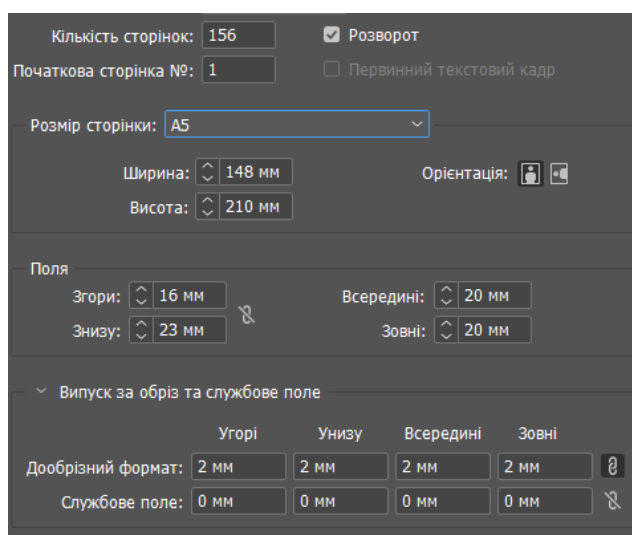 Кількість сторінок: 156 Розворот
Початкова сторінка №: 1 Первинний текстовий кадр
Розмір сторінки: A5
Ширина: 148 мм Орієнтація:
Висота: 210 мм
Поля
Згори: 16 мм Всередині: 20 мм
Знизу: 23 мм Зовні: 20 мм
Випуск за обріз та службове поле
Угорі Унизу Всередині Зовні
Дообрізний формат: 2 мм 2 мм 2 мм 2 мм
Службове поле: 0 мм 0 мм 0 мм 0 мм